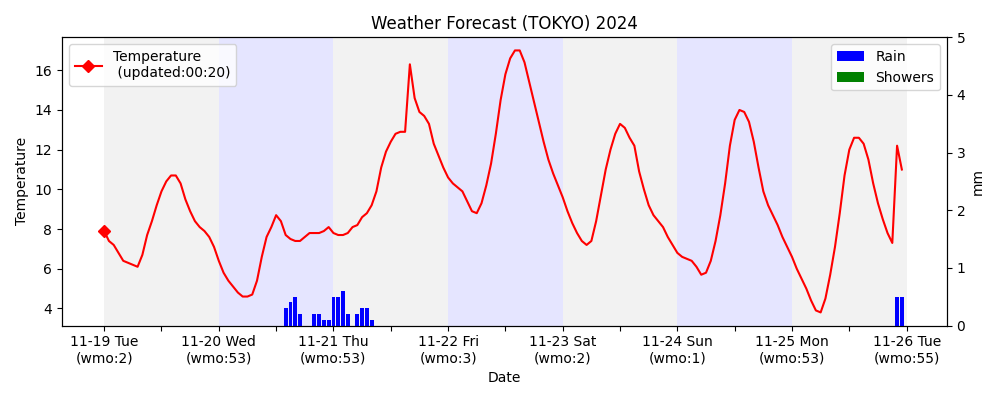 Weather Forecast (TOKYO) 2024
Temperature
(updated:00:20)
Rain
Showers
Temperature
16
14
12
10
8
6
4
5
4
3
2
1
0
mm
11-19 Tue
(wmo:2)
11-20 Wed
(wmo:53)
11-21 Thu
(wmo:53)
11-22 Fri
(wmo:3)
11-23 Sat
(wmo:2)
11-24 Sun
(wmo:1)
11-25 Mon
(wmo:53)
11-26 Tue
(wmo:55)
Date